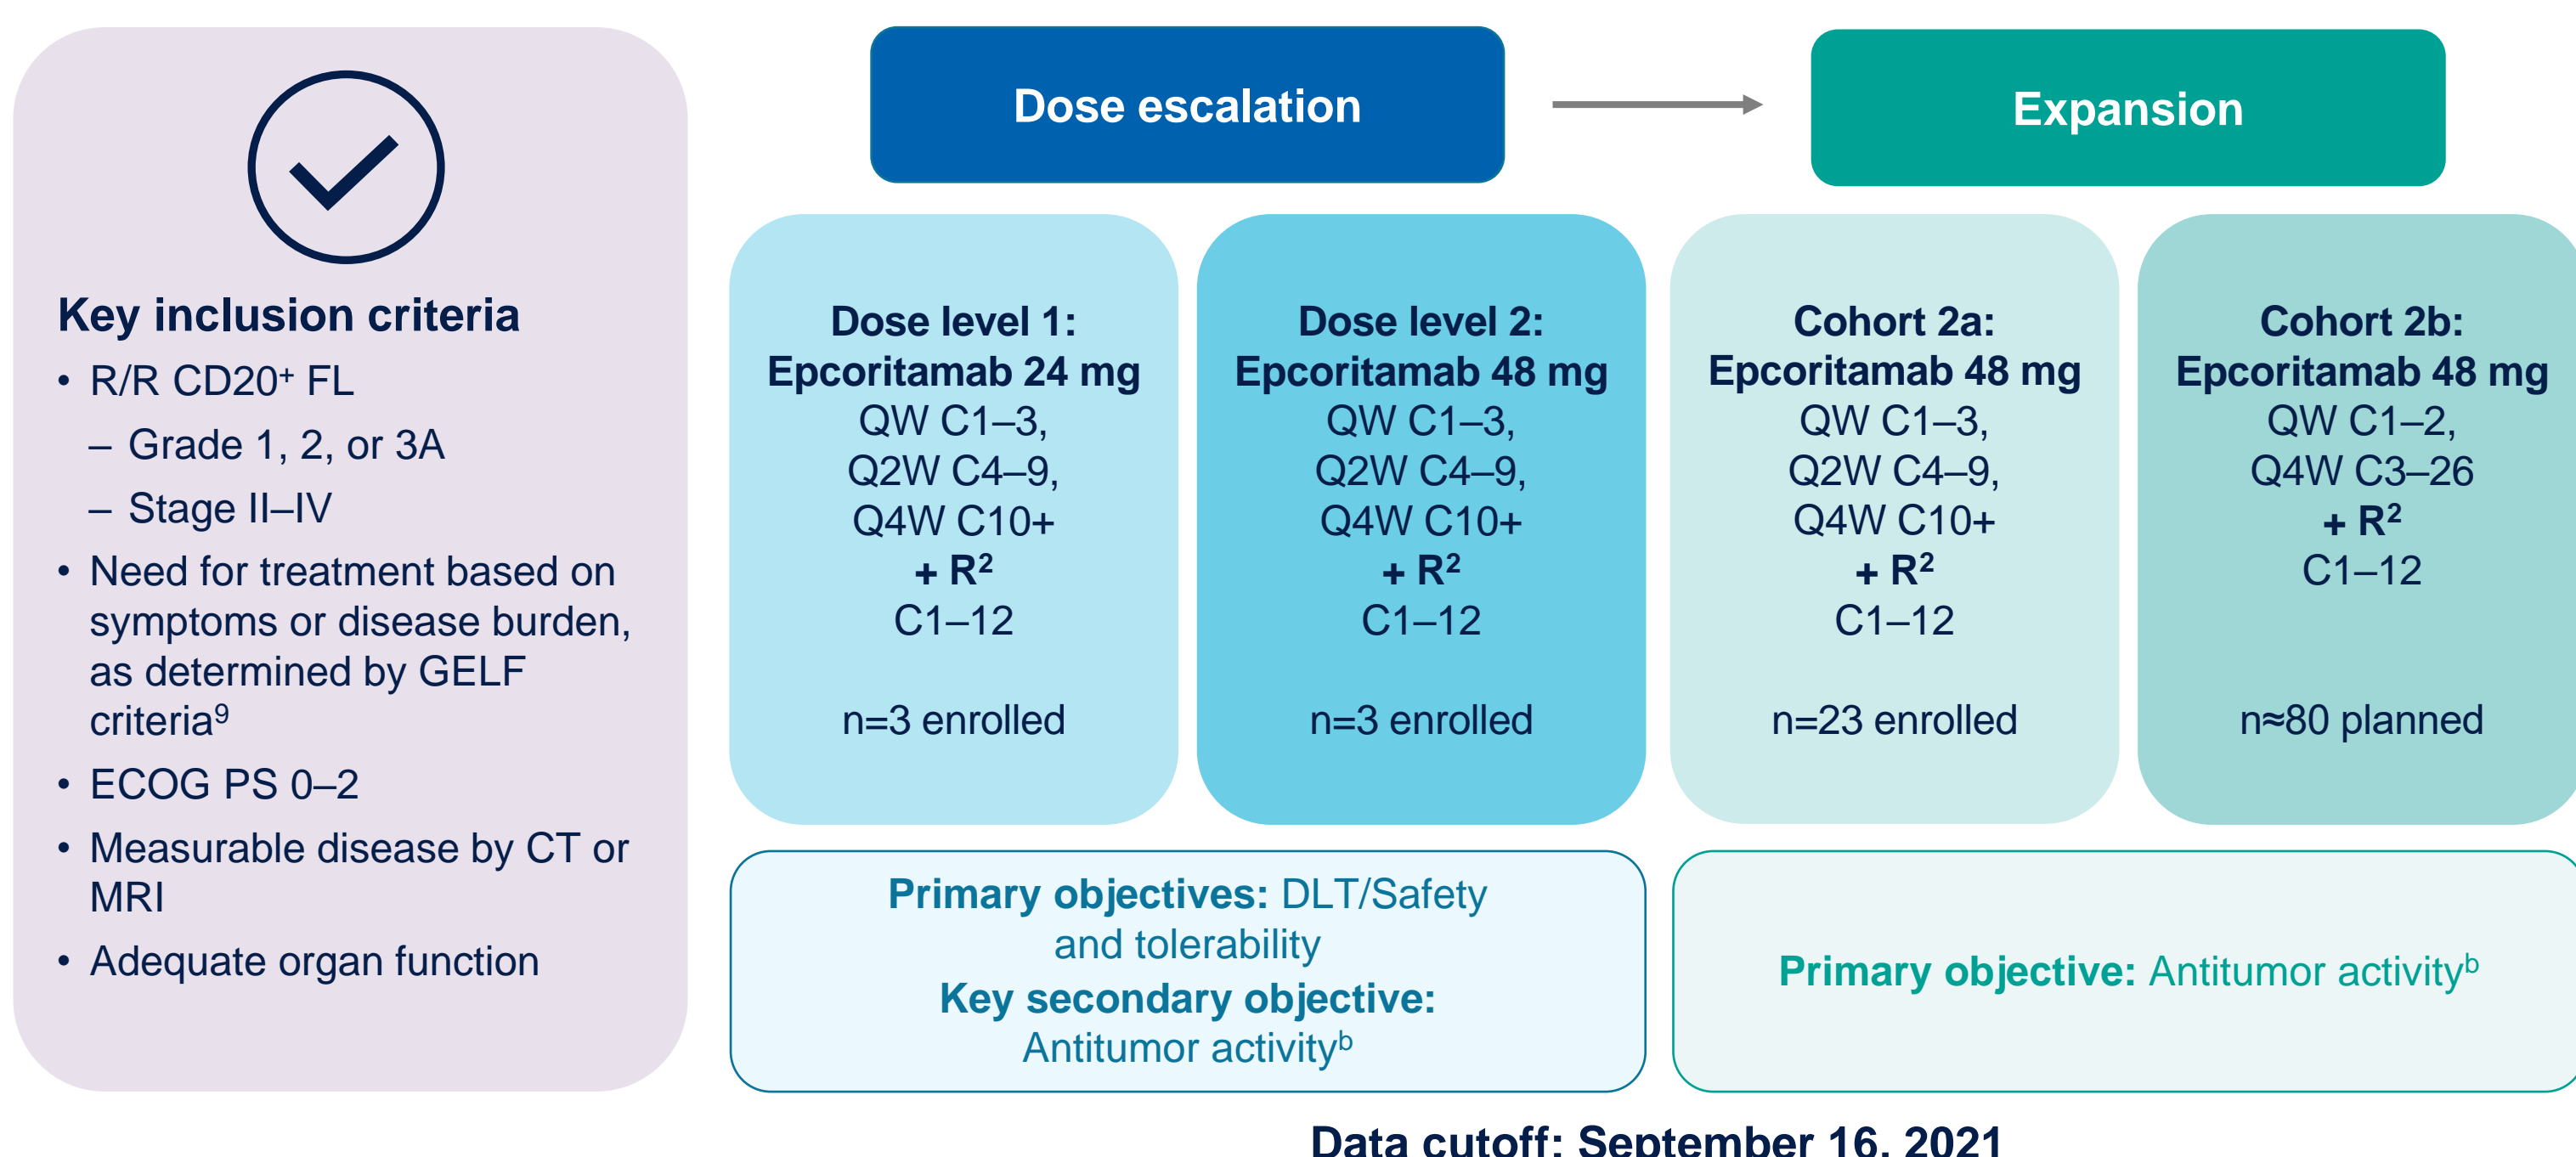 Key inclusion criteria
• R/R CD20⁺ FL
– Grade 1, 2, or 3A
– Stage II–IV
• Need for treatment based on
symptoms or disease burden,
as determined by GELF
criteria⁹
• ECOG PS 0–2
• Measurable disease by CT or
MRI
• Adequate organ function
Dose escalation
Expansion
Dose level 1:
Epcoritamab 24 mg
QW C1–3,
Q2W C4–9,
Q4W C10+
+ R²
C1–12
n=3 enrolled
Dose level 2:
Epcoritamab 48 mg
QW C1–3,
Q2W C4–9,
Q4W C10+
+ R²
C1–12
n=3 enrolled
Cohort 2a:
Epcoritamab 48 mg
QW C1–3,
Q2W C4–9,
Q4W C10+
+ R²
C1–12
n=23 enrolled
Cohort 2b:
Epcoritamab 48 mg
QW C1–2,
Q4W C3–26
+ R²
C1–12
n≈80 planned
Primary objectives: DLT/Safety
and tolerability
Key secondary objective:
Antitumor activityᵇ
Primary objective: Antitumor activityᵇ
Data cutoff: September 16, 2021